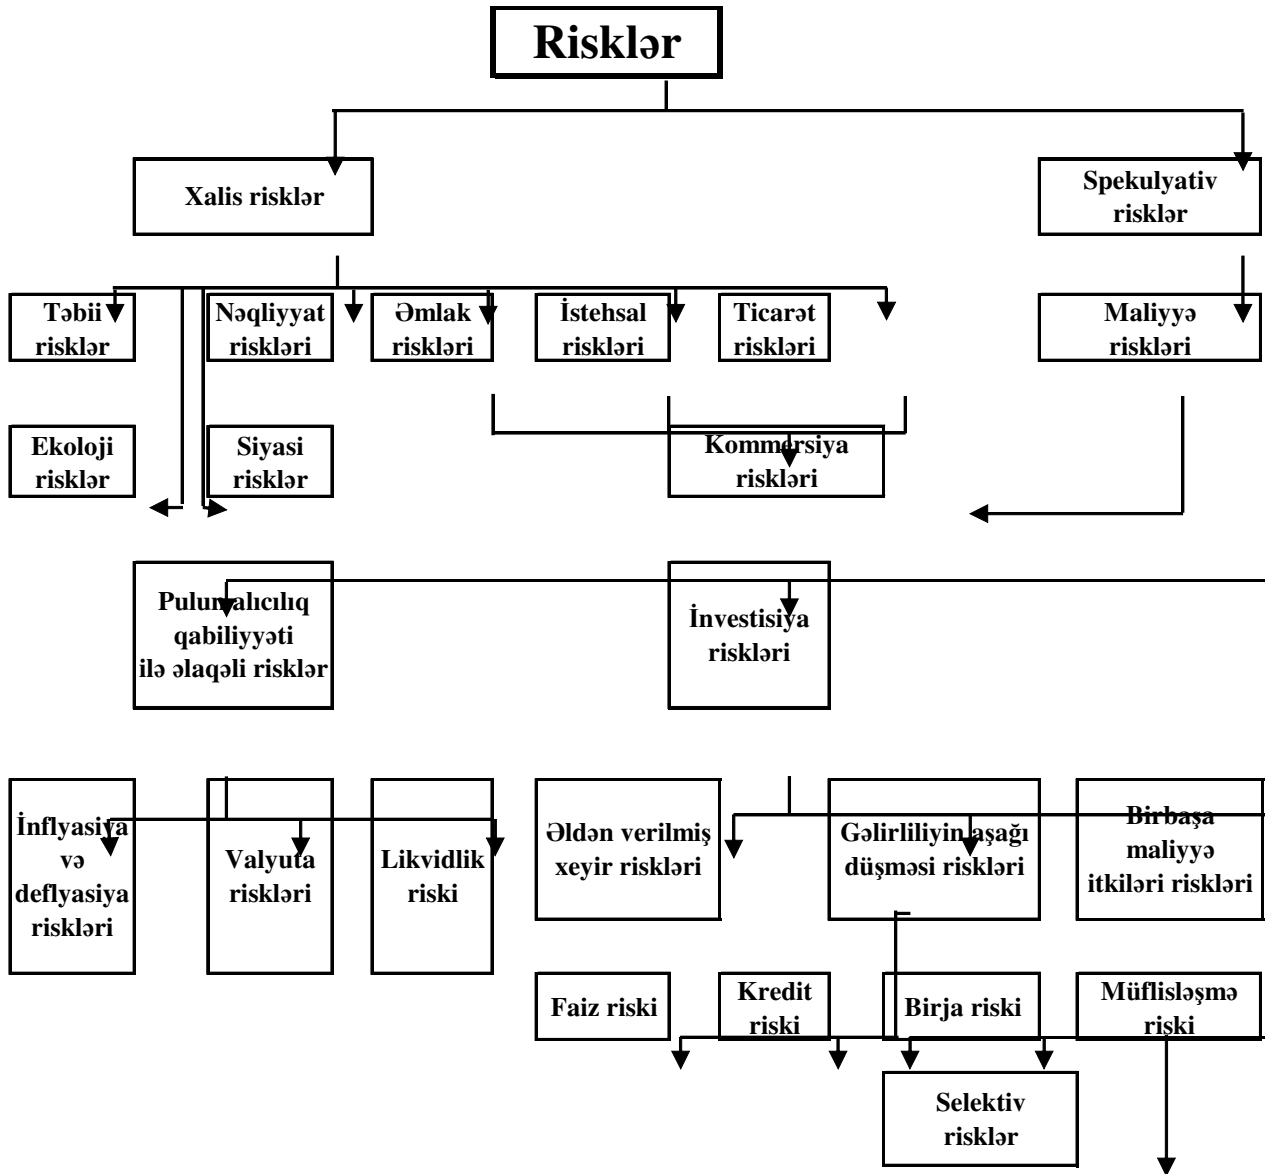 Risklər
Xalis risklər
Spekulyativ
risklər
Təbii
risklər
Nəqliyyat
riskləri
Əmlak
riskləri
İstehsal
riskləri
Ticarət
riskləri
Maliyyə
riskləri
Ekoloji
risklər
Siyasi
risklər
Kommersiya
riskləri
Pulun alıcılıq
qabiliyyəti
ilə əlaqəli risklər
İnvestisiya
riskləri
İnflyasiya
və
deflyasiya
riskləri
Valyuta
riskləri
Likvidlik
riski
Əldən verilmiş
xeyir riskləri
Gəlirliliyin aşağı
düşməsi riskləri
Birbaşa
maliyyə
itkiləri riskləri
Faiz riski
Kredit
riski
Birja riski
Müflisləşmə
riski
Selektiv
risklər